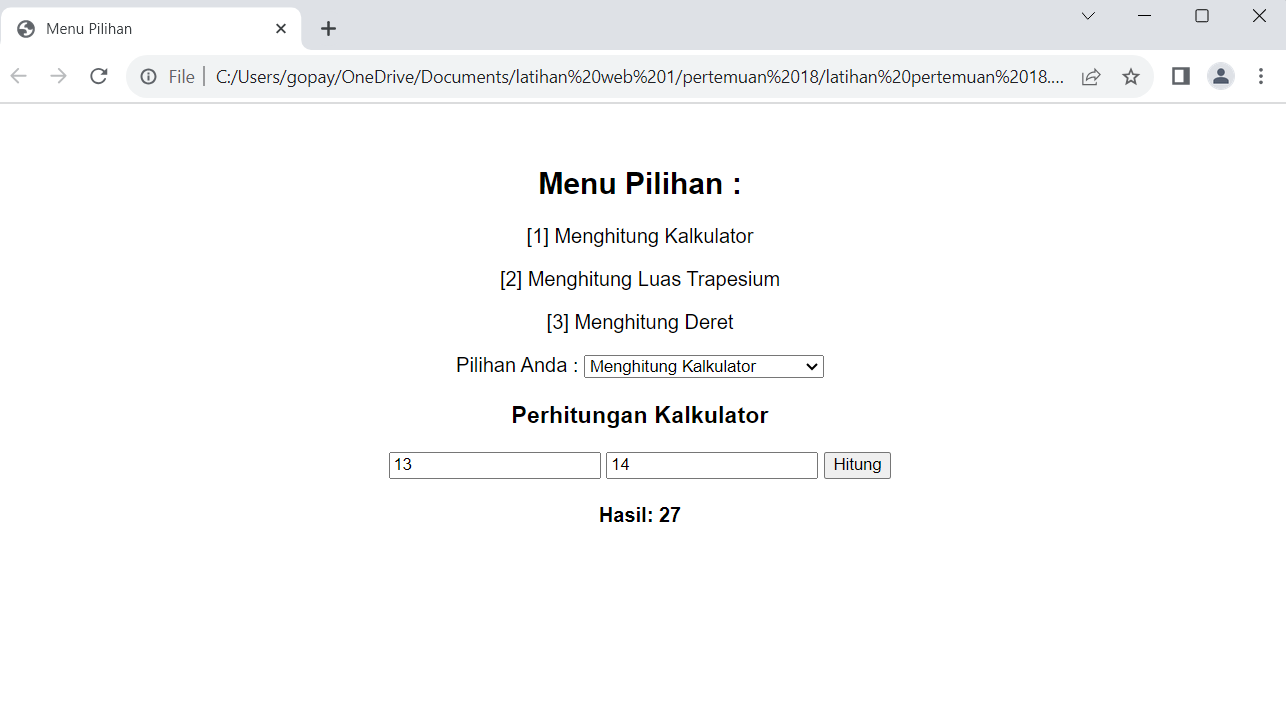 Menu Pilihan
File C:/Users/gopay/OneDrive/Documents/latihan%20web%201/pertemuan%2018/latihan%20pertemuan%2018....
Menu Pilihan :
[1] Menghitung Kalkulator
[2] Menghitung Luas Trapesium
[3] Menghitung Deret
Pilihan Anda : Menghitung Kalkulator
Perhitungan Kalkulator
13 14 Hitung
Hasil: 27